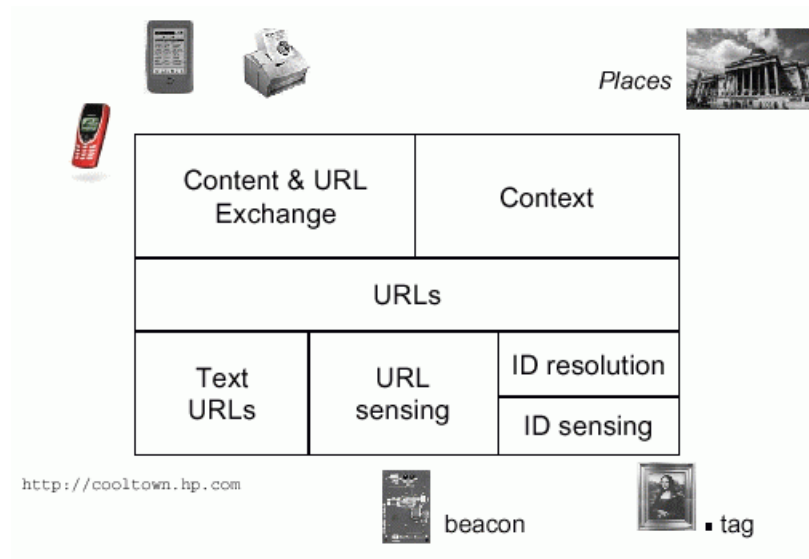 Places
Content & URL
Exchange
Context
URLs
Text
URLs
URL
sensing
ID resolution
ID sensing
http://cooltown.hp.com
beacon
tag